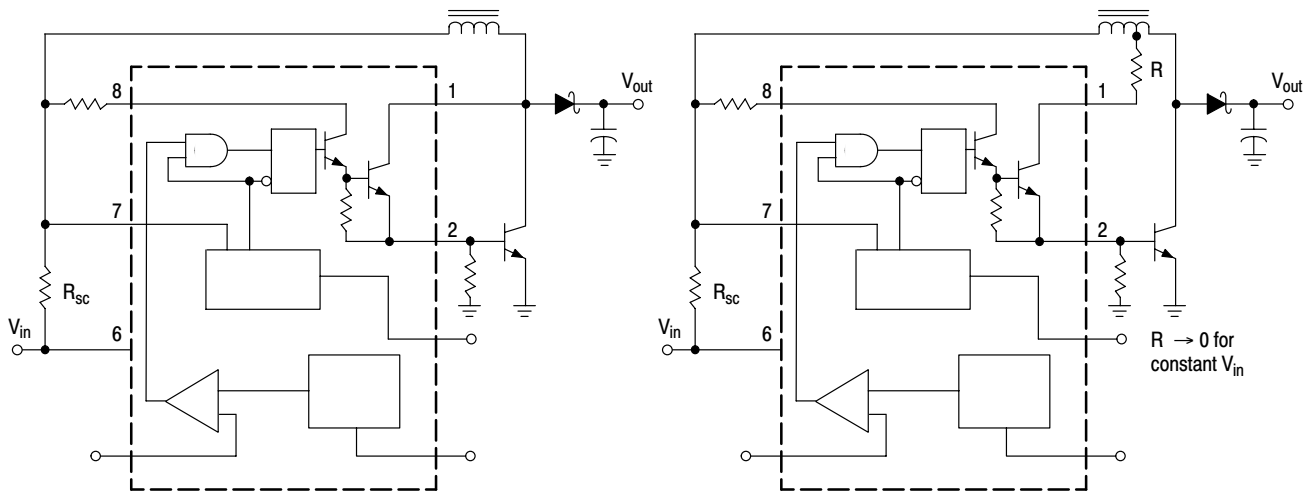 8
1
V_out
7
2
R_sc
V_in
6
R
8
1
V_out
7
2
R_sc
V_in
6
R → 0 for
constant V_in